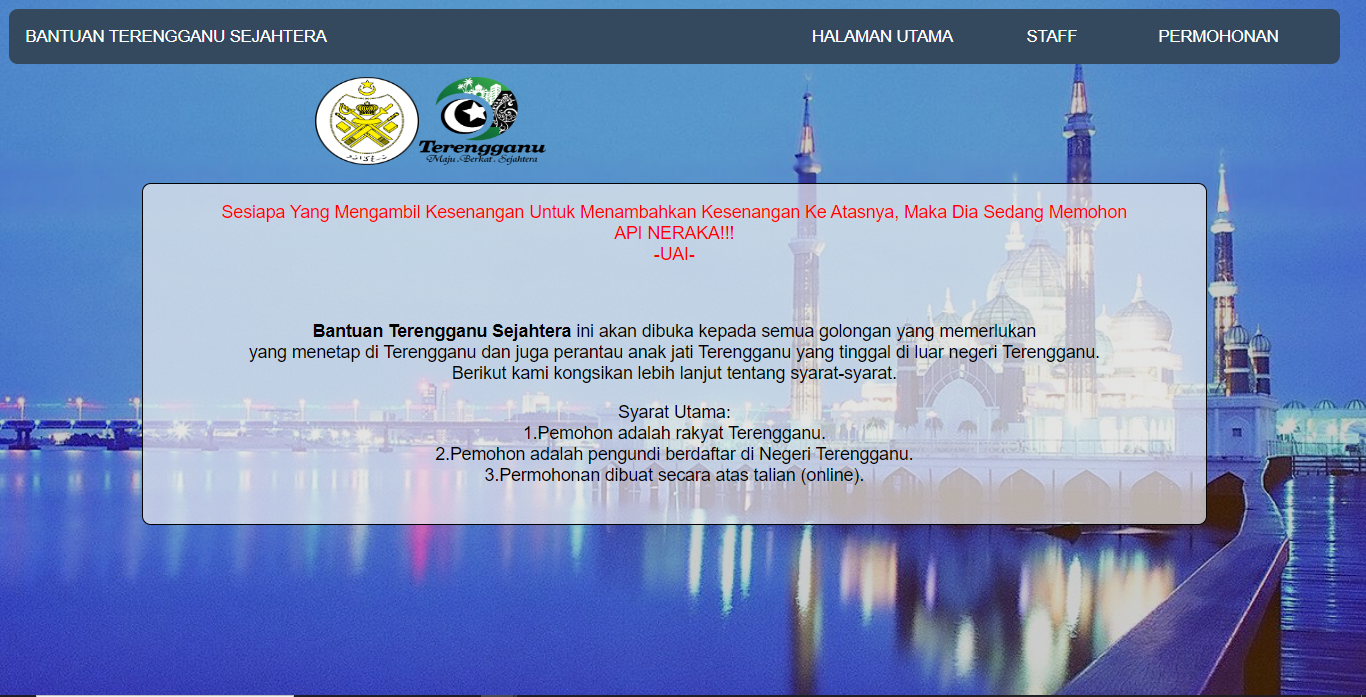 BANTUAN TERENGGANU SEJAHTERA
HALAMAN UTAMA
STAFF
PERMOHONAN
Terengganu
Maju . Berkat . Sejahtera
Sesiapa Yang Mengambil Kesenangan Untuk Menambahkan Kesenangan Ke Atasnya, Maka Dia Sedang Memohon
API NERAKA!!!
-UAI-
Bantuan Terengganu Sejahtera ini akan dibuka kepada semua golongan yang memerlukan
yang menetap di Terengganu dan juga perantau anak jati Terengganu yang tinggal di luar negeri Terengganu.
Berikut kami kongsikan lebih lanjut tentang syarat-syarat.
Syarat Utama:
1.Pemohon adalah rakyat Terengganu.
2.Pemohon adalah pengundi berdaftar di Negeri Terengganu.
3.Permohonan dibuat secara atas talian (online).